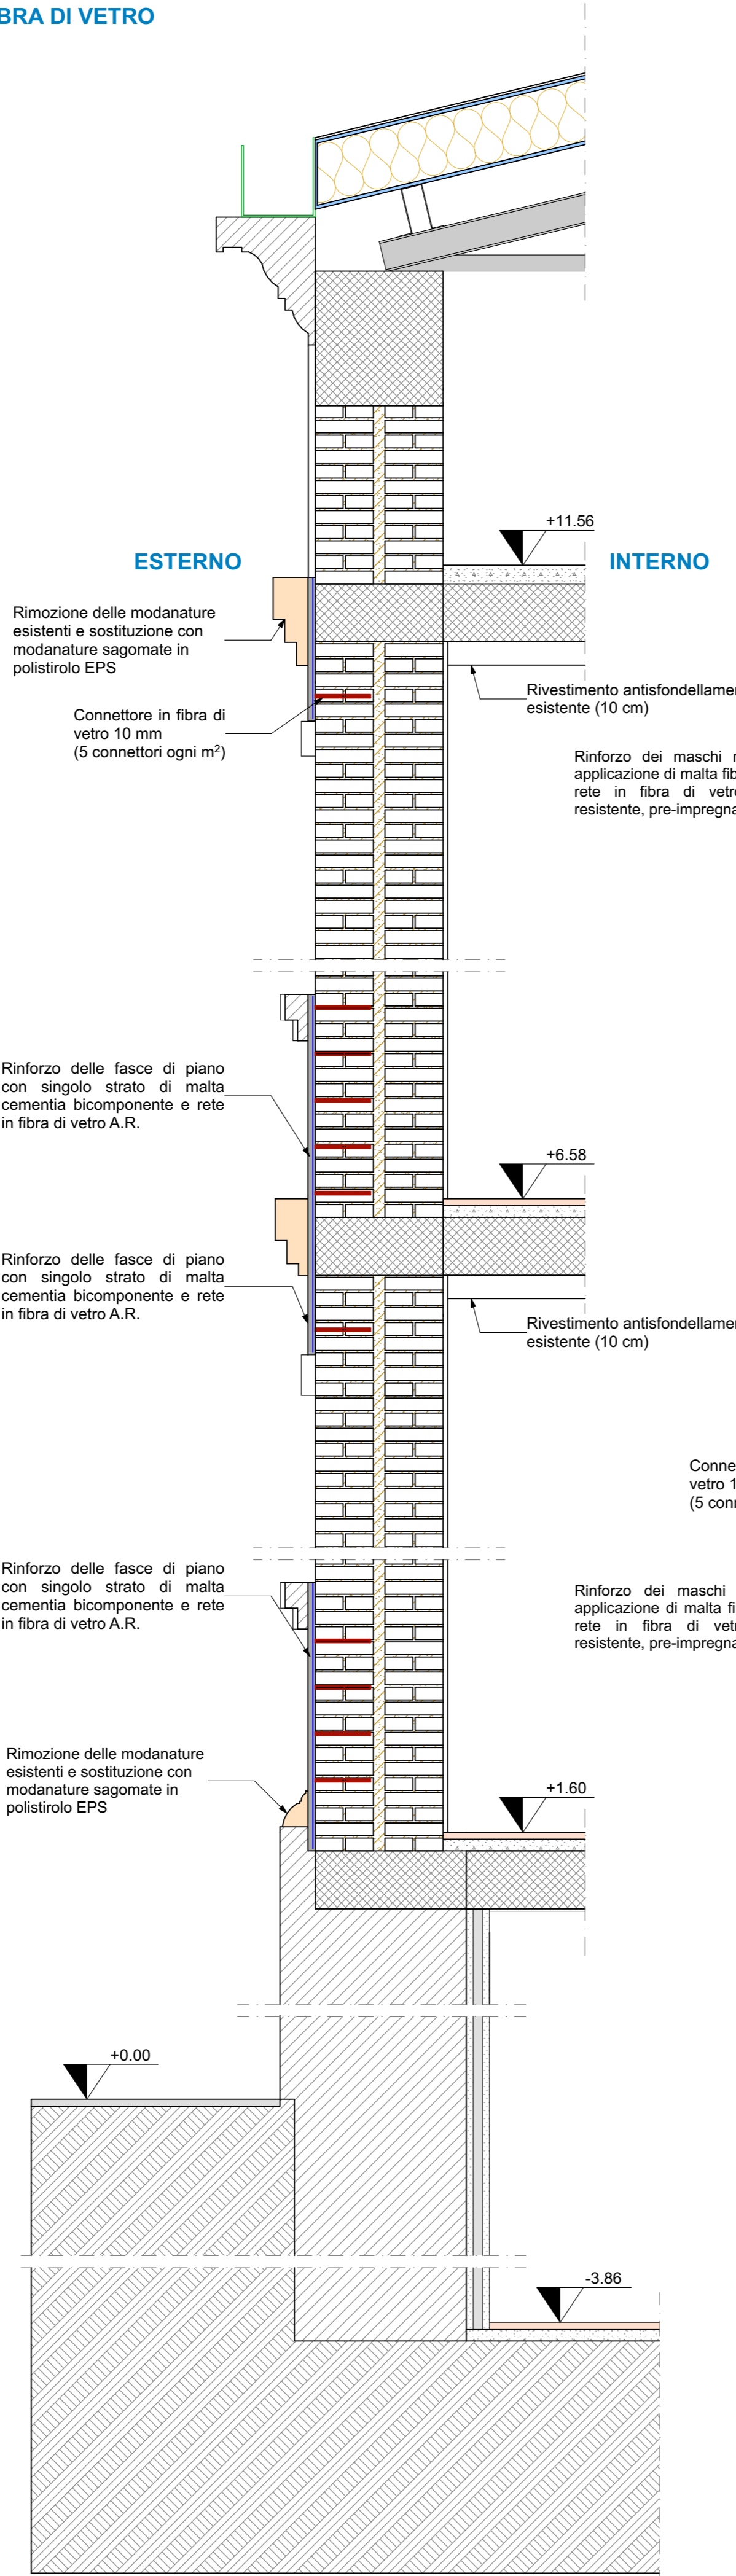 BRA DI VETRO
+11.56
ESTERNO
INTERNO
Rimozione delle modanature
esistenti e sostituzione con
modanature sagomate in
polistirolo EPS
Rivestimento antisfondellamen
esistente (10 cm)
Connettore in fibra di
vetro 10 mm
(5 connettori ogni m²)
Rinforzo dei maschi
applicazione di malta fib
rete in fibra di vetro
resistente, pre-impregna
Rinforzo delle fasce di piano
con singolo strato di malta
cementia bicomponente e rete
in fibra di vetro A.R.
+6.58
Rinforzo delle fasce di piano
con singolo strato di malta
cementia bicomponente e rete
in fibra di vetro A.R.
Rivestimento antisfondellamen
esistente (10 cm)
Conne
vetro 1
(5 conn
Rinforzo delle fasce di piano
con singolo strato di malta
cementia bicomponente e rete
in fibra di vetro A.R.
Rinforzo dei maschi
applicazione di malta fi
rete in fibra di vetr
resistente, pre-impregna
Rimozione delle modanature
esistenti e sostituzione con
modanature sagomate in
polistirolo EPS
+1.60
+0.00
-3.86